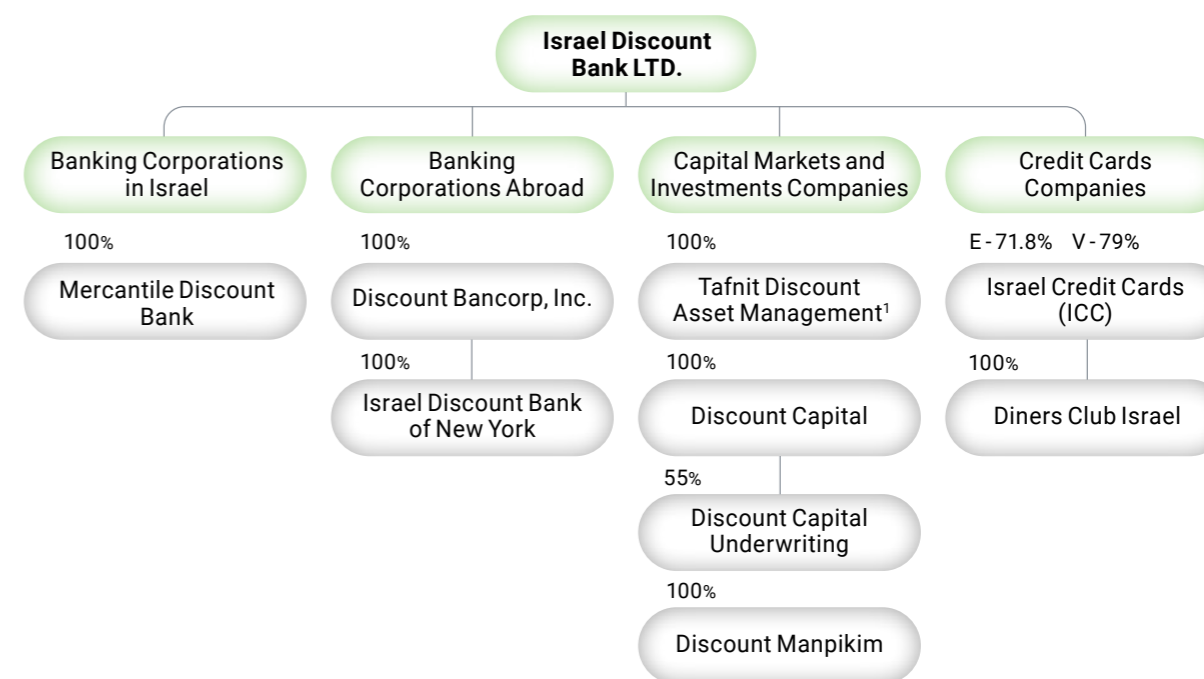 Israel Discount
Bank LTD.
Banking Corporations
in Israel
Banking
Corporations Abroad
Capital Markets and
Investments Companies
Credit Cards
Companies
100%
Mercantile Discount
Bank
100%
Discount Bancorp, Inc.
100%
Israel Discount Bank
of New York
100%
Tafnit Discount
Asset Management¹
100%
Discount Capital
55%
Discount Capital
Underwriting
100%
Discount Manpikim
E - 71.8% V - 79%
Israel Credit Cards
(ICC)
100%
Diners Club Israel